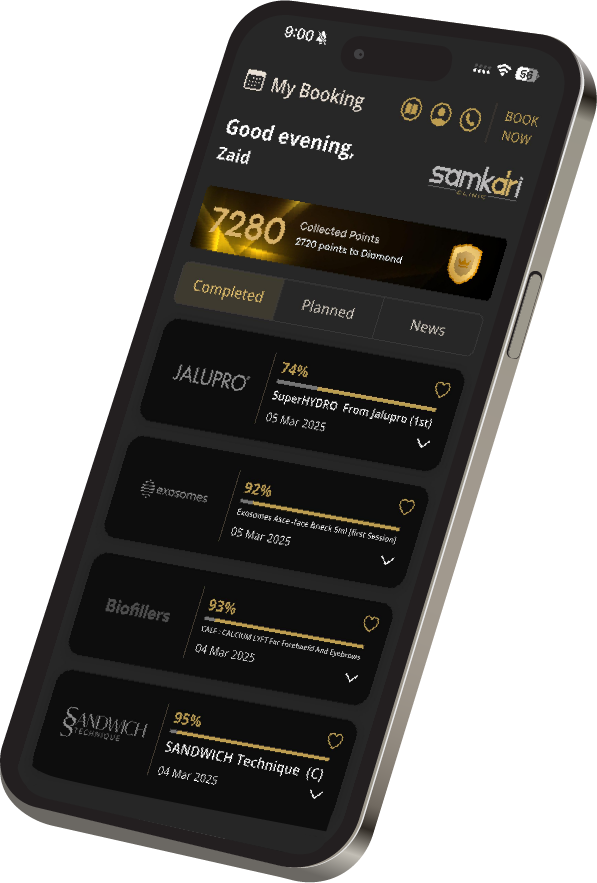 9:00
56
My Booking
BOOK
NOW
Good evening,
Zaid
samkari
CLINIC
7280
Collected Points
2720 points to Diamond
Completed
Planned
News
JALUPRO®
74%
SuperHYDRO From Jalupro (1st)
05 Mar 2025
exosomes
92%
Exosomes Axce -face &neck 5ml (first Session)
05 Mar 2025
Biofillers
93%
CALF : CALCIUM LYFT For Forehaefd And Eyebrows
04 Mar 2025
SANDWICH
TECHNIQUE
95%
SANDWICH Technique (C)
04 Mar 2025